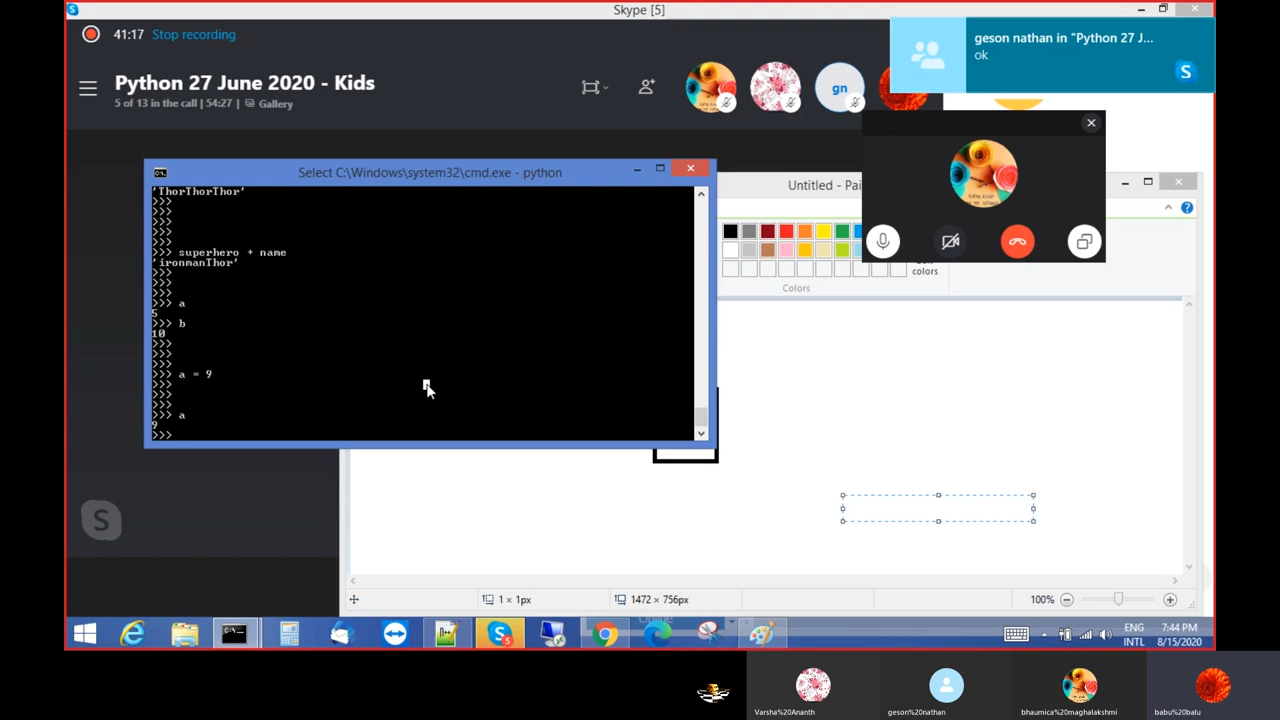 Skype [5]
41:17 Stop recording
geson nathan in "Python 27 J...
ok
Python 27 June 2020 - Kids
5 of 13 in the call | 54:27 | Gallery
gn
Select C:\Windows\system32\cmd.exe - python
'ThorThorThor'
>>>
>>>
>>>
>>>
>>>
>>> superhero + name
'ironmanThor'
>>>
>>>
>>>
>>> a
5
>>> b
10
>>>
>>>
>>>
>>> a = 9
>>>
>>>
>>>
>>> a
9
>>>
Untitled - Pai
colors
Colors
1 × 1px
1472 × 756px
100%
ENG
INTL
7:44 PM
8/15/2020
Varsha%20Ananth
geson%20nathan
bhaumica%20maghalakshmi
babu%20balu